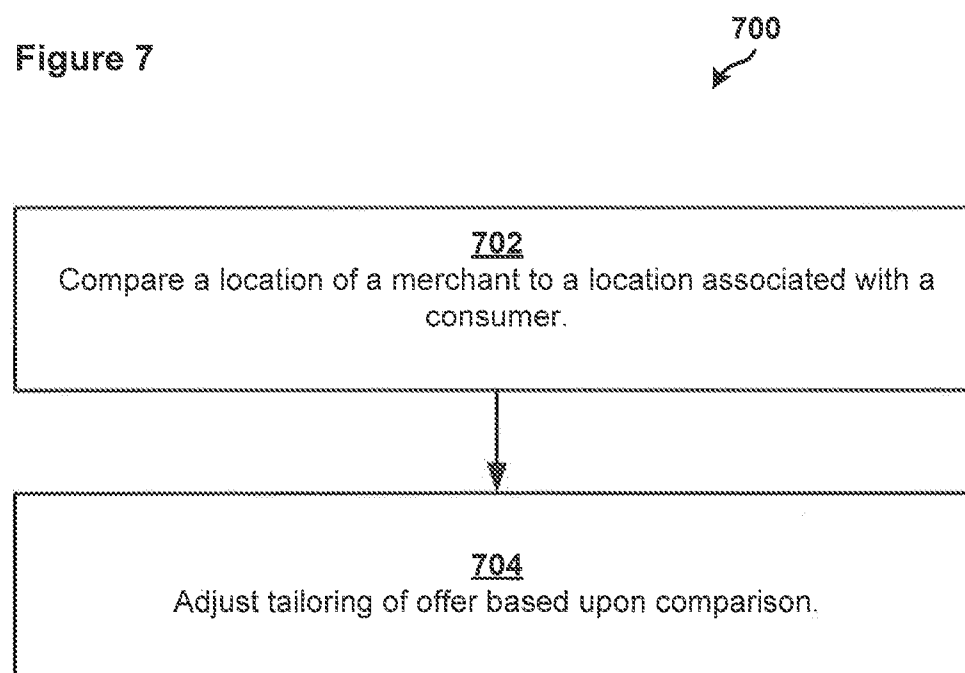 700
Figure 7
702
Compare a location of a merchant to a location associated with a
consumer.
704
Adjust tailoring of offer based upon comparison.